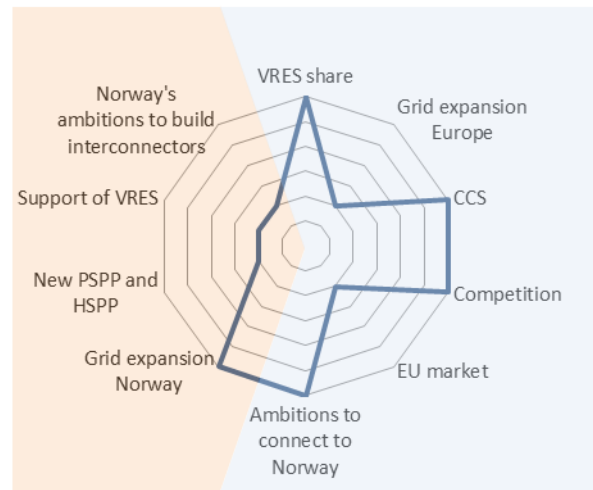 VRES share
Norway's
ambitions to build
interconnectors
Grid expansion
Europe
Support of VRES
CCS
New PSPP and
HSPP
Competition
Grid expansion
Norway
EU market
Ambitions to
connect to
Norway